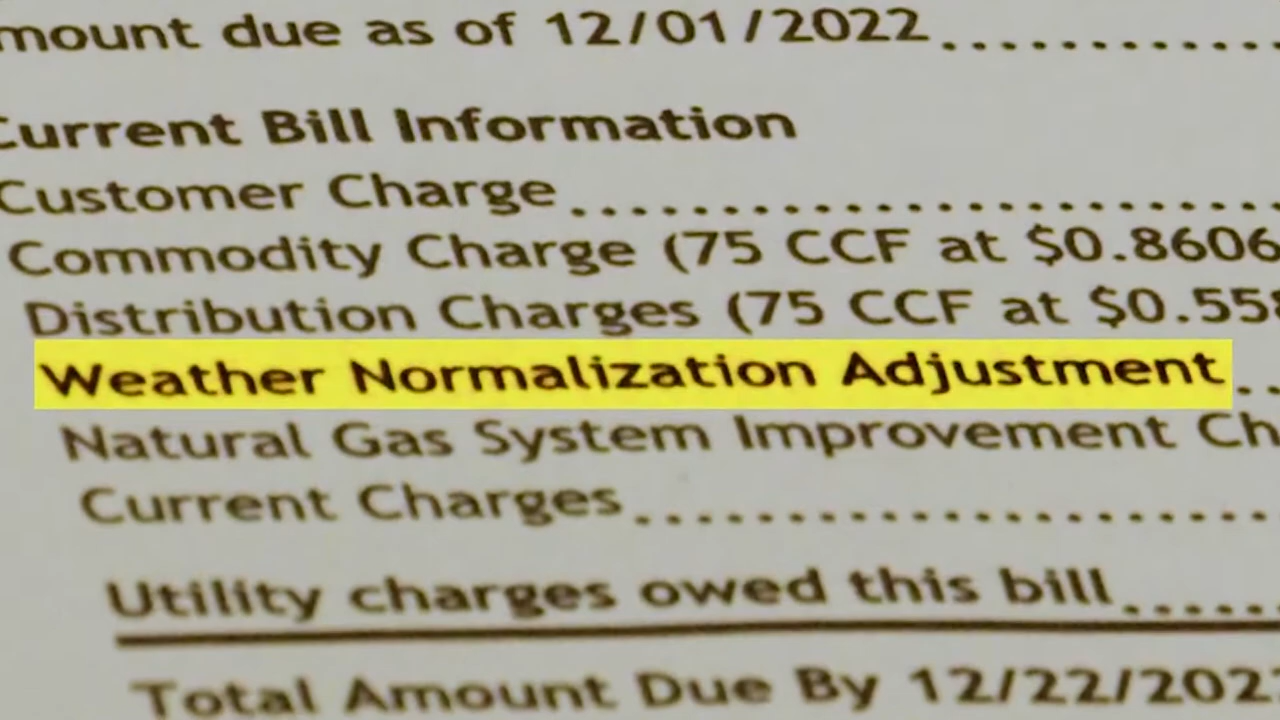 mount due as of 12/01/2022....................
Current Bill Information
Customer Charge........................
Commodity Charge (75 CCF at $0.8606
Distribution Charges (75 CCF at $0.55
Weather Normalization Adjustment..
Natural Gas System Improvement Ch
Current Charges......................
Utility charges owed this bill.....
Total Amount Due By 12/22/202